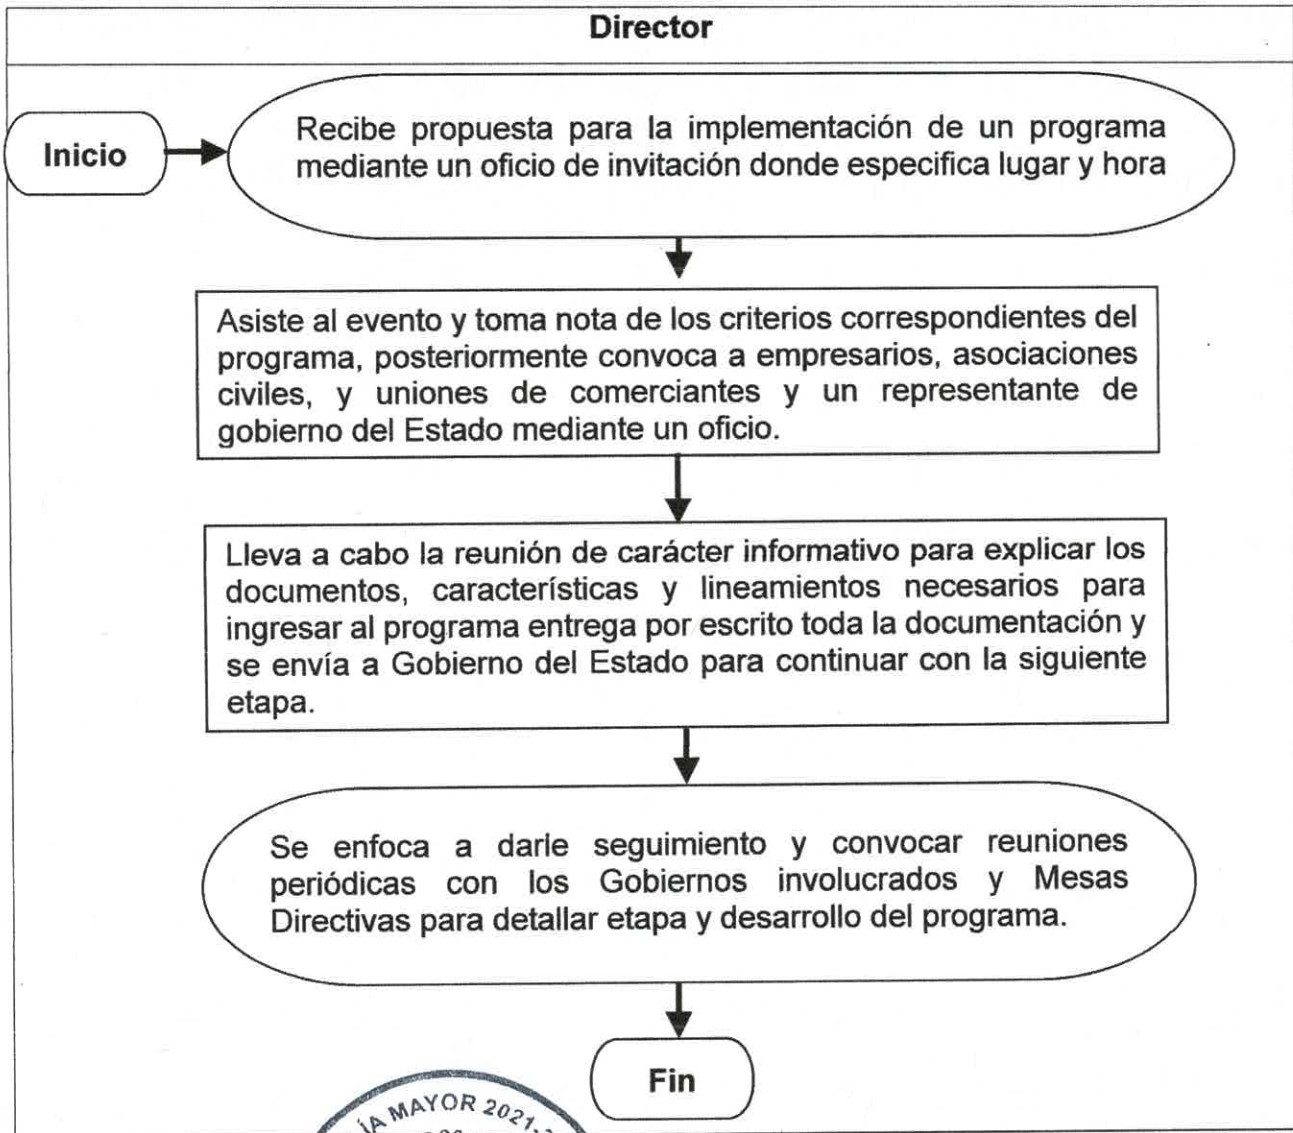 Director
Inicio
Recibe propuesta para la implementación de un programa
mediante un oficio de invitación donde especifica lugar y hora
Asiste al evento y toma nota de los criterios correspondientes del
programa, posteriormente convoca a empresarios, asociaciones
civiles, y uniones de comerciantes y un representante de
gobierno del Estado mediante un oficio.
Lleva a cabo la reunión de carácter informativo para explicar los
documentos, características y lineamientos necesarios para
ingresar al programa entrega por escrito toda la documentación y
se envía a Gobierno del Estado para continuar con la siguiente
etapa.
Se enfoca a darle seguimiento y convocar reuniones
periódicas con los Gobiernos involucrados y Mesas
Directivas para detallar etapa y desarrollo del programa.
Fin
MAYOR 2021